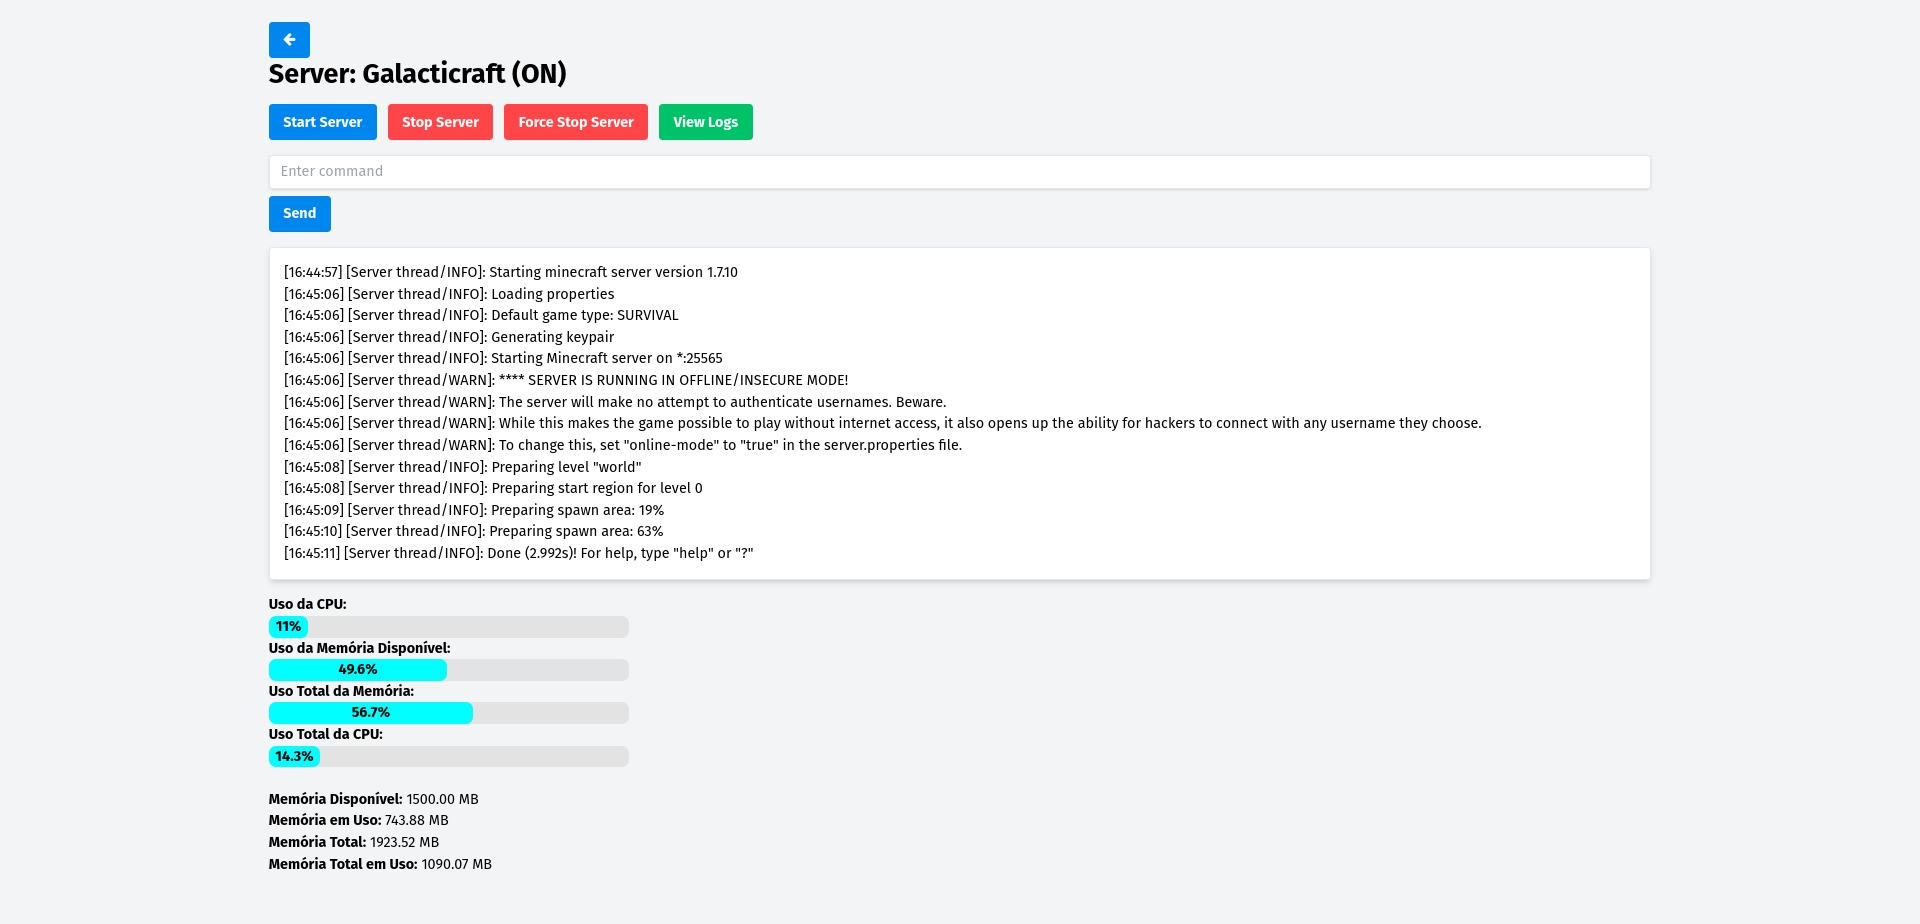 Server: Galacticraft (ON)
Start Server Stop Server Force Stop Server View Logs
Enter command
Send
[16:44:57] [Server thread/INFO]: Starting minecraft server version 1.7.10
[16:45:06] [Server thread/INFO]: Loading properties
[16:45:06] [Server thread/INFO]: Default game type: SURVIVAL
[16:45:06] [Server thread/INFO]: Generating keypair
[16:45:06] [Server thread/INFO]: Starting Minecraft server on *:25565
[16:45:06] [Server thread/WARN]: **** SERVER IS RUNNING IN OFFLINE/INSECURE MODE!
[16:45:06] [Server thread/WARN]: The server will make no attempt to authenticate usernames. Beware.
[16:45:06] [Server thread/WARN]: While this makes the game possible to play without internet access, it also opens up the ability for hackers to connect with any username they choose.
[16:45:06] [Server thread/WARN]: To change this, set "online-mode" to "true" in the server.properties file.
[16:45:08] [Server thread/INFO]: Preparing level "world"
[16:45:08] [Server thread/INFO]: Preparing start region for level 0
[16:45:09] [Server thread/INFO]: Preparing spawn area: 19%
[16:45:10] [Server thread/INFO]: Preparing spawn area: 63%
[16:45:11] [Server thread/INFO]: Done (2.992s)! For help, type "help" or "?"
Uso da CPU:
11%
Uso da Memória Disponível:
49.6%
Uso Total da Memória:
56.7%
Uso Total da CPU:
14.3%
Memória Disponível: 1500.00 MB
Memória em Uso: 743.88 MB
Memória Total: 1923.52 MB
Memória Total em Uso: 1090.07 MB